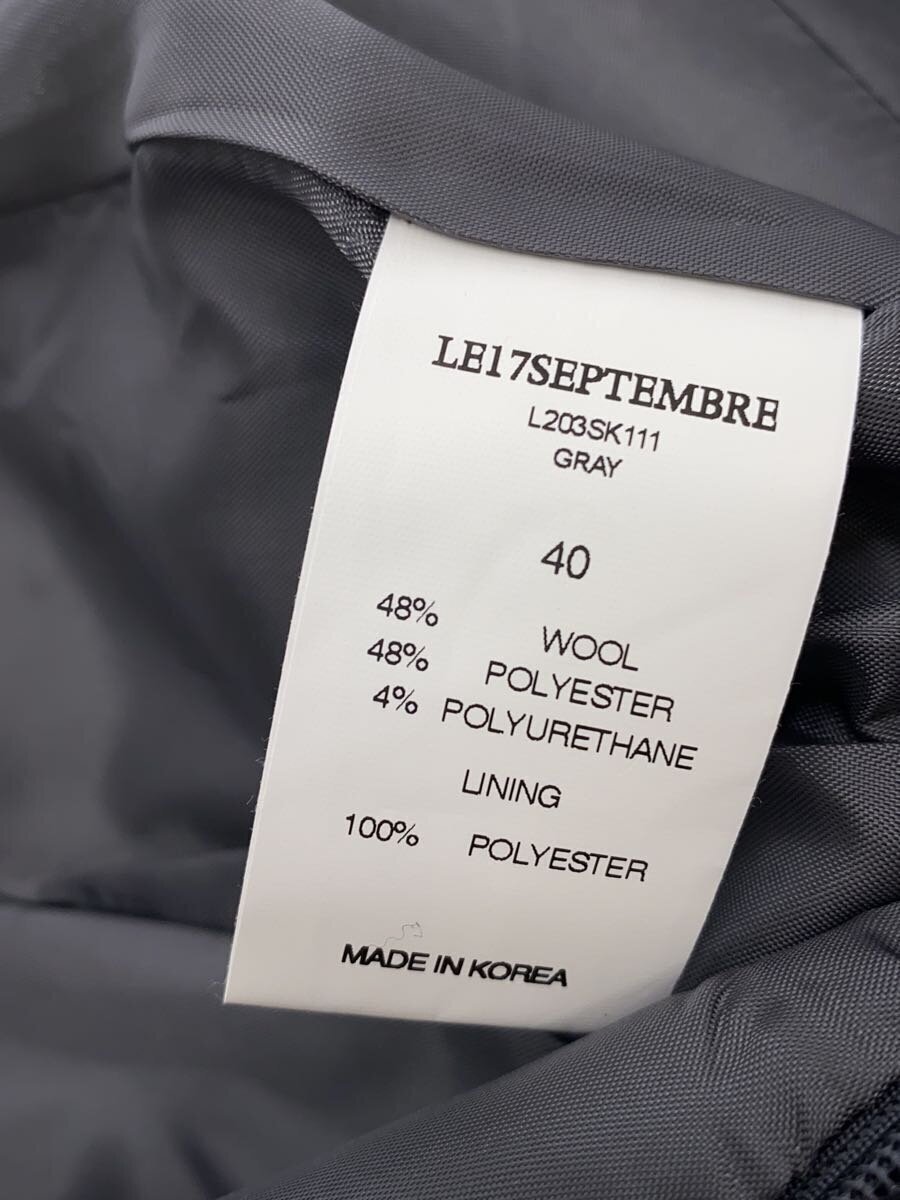 LE17SEPTEMBRE
L203SK111
GRAY
40
48% WOOL
48% POLYESTER
4% POLYURETHANE
LINING
100% POLYESTER
MADE IN KOREA